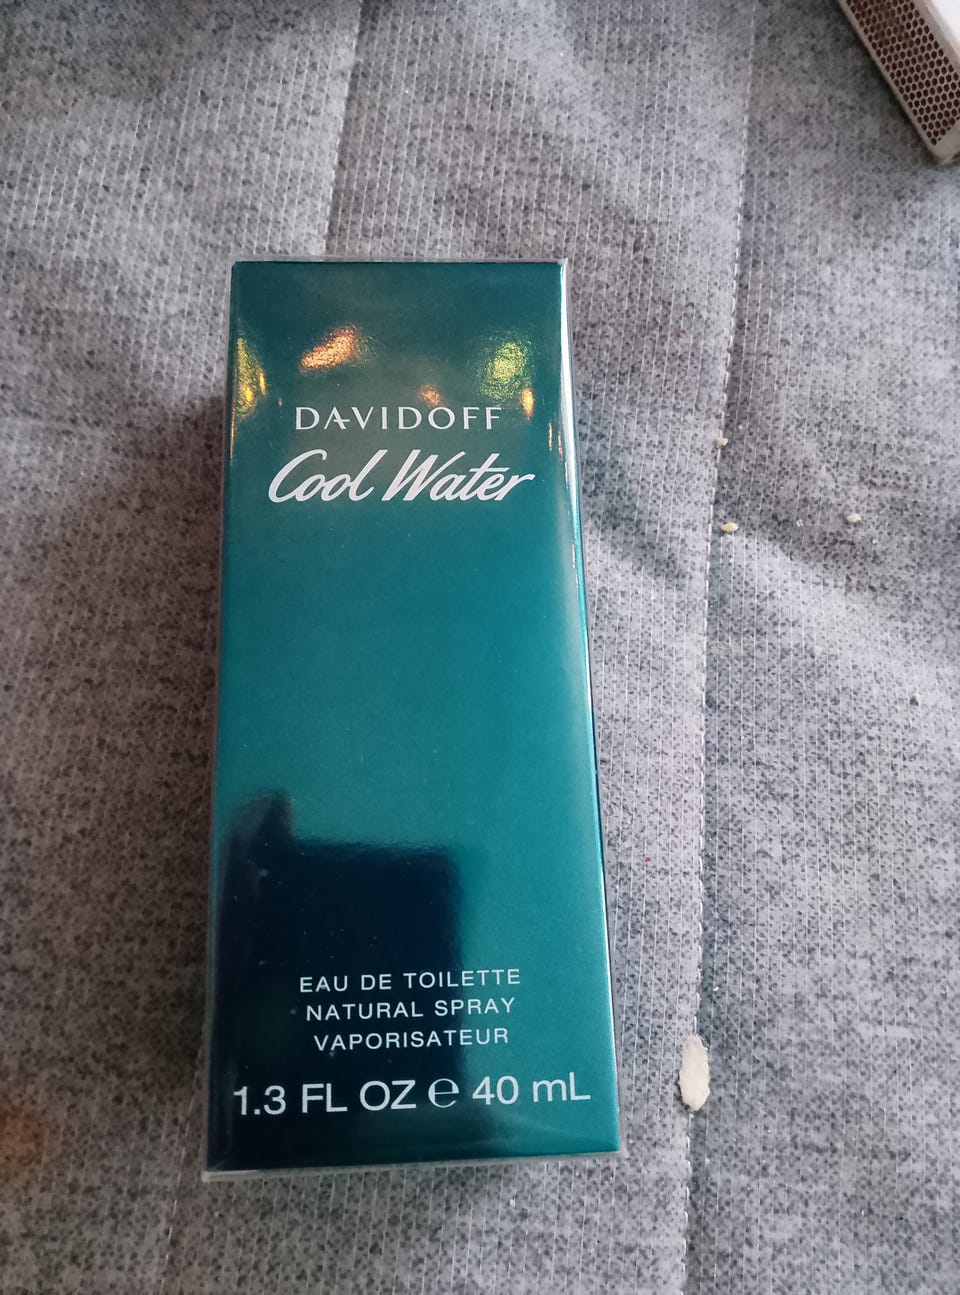 DAVIDOFF
Cool Water
EAU DE TOILETTE
NATURAL SPRAY
VAPORISATEUR
1.3 FL OZ ℮ 40 mL